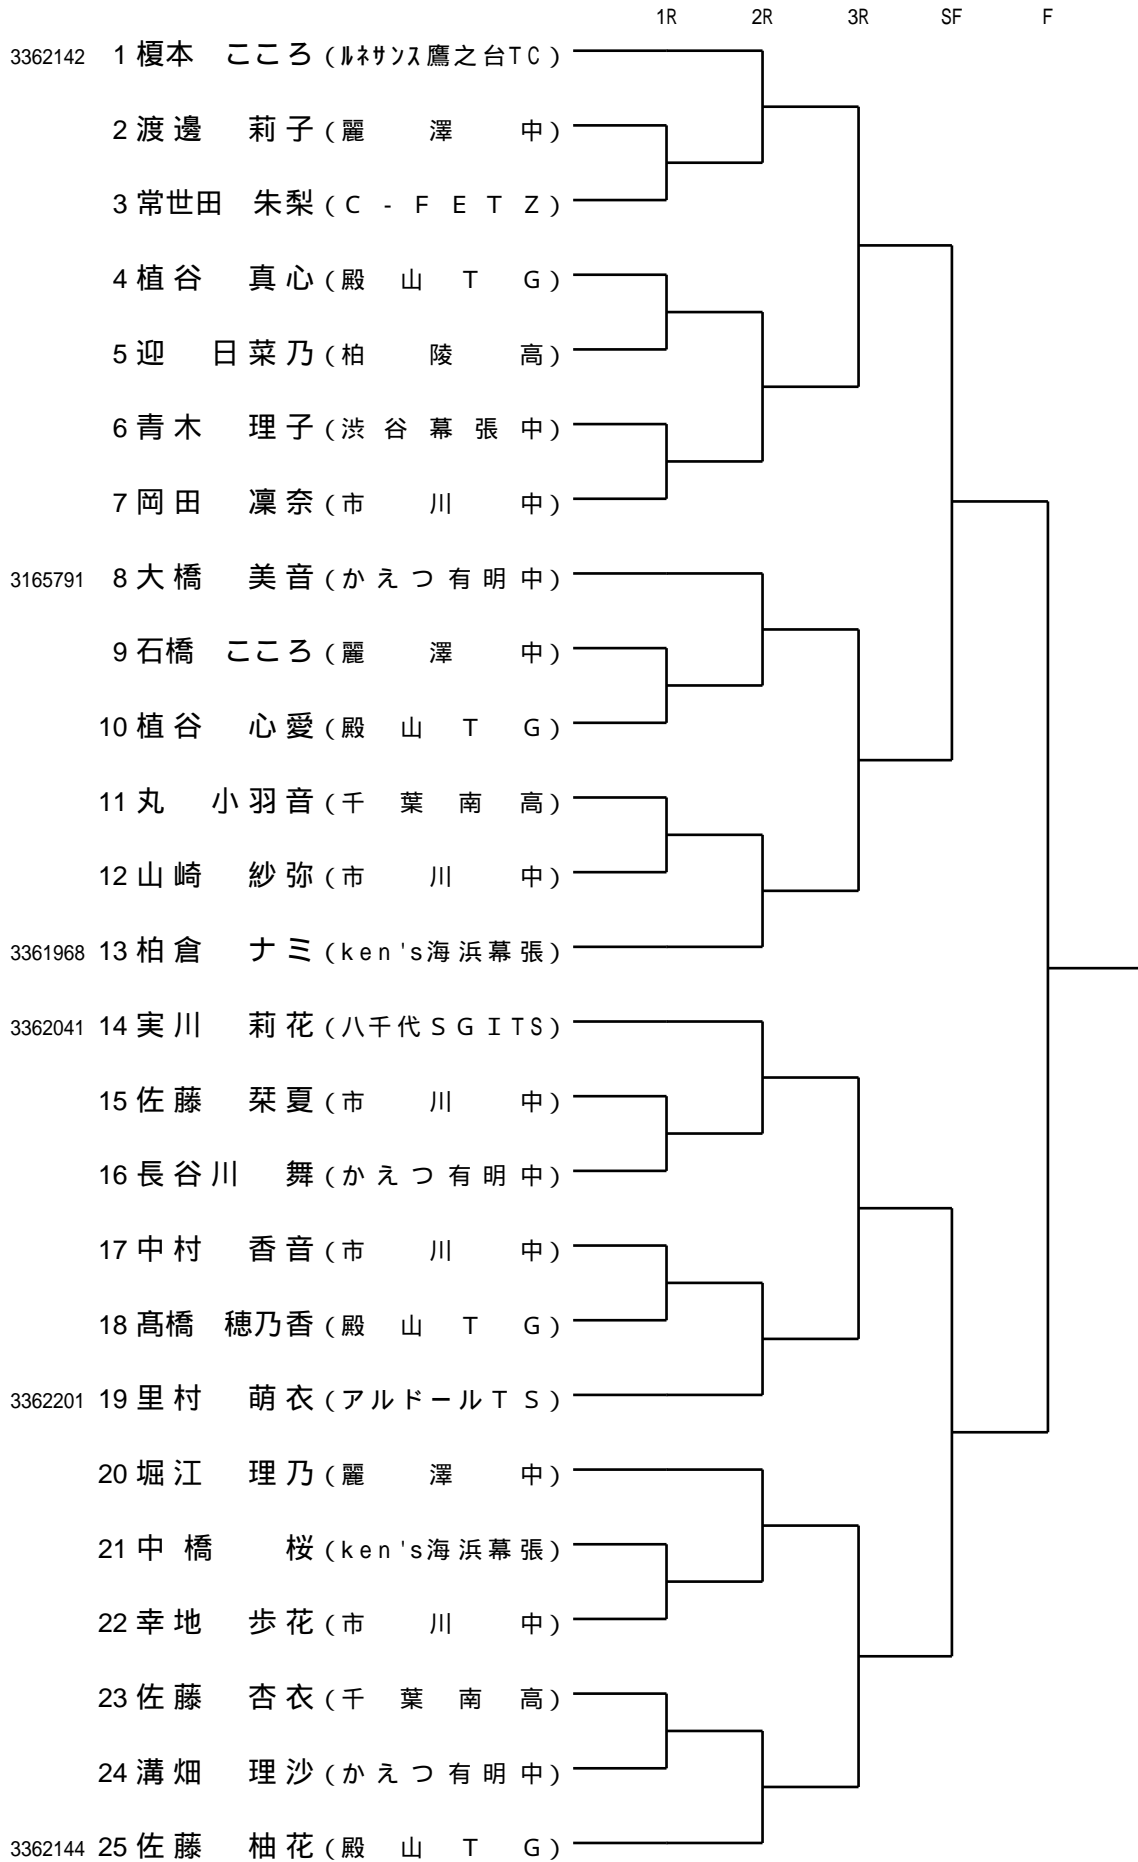 1R 2R 3R SF F
3362142 1 榎本 こころ (ルネサンス鷹之台TC)
2 渡邊 莉子 (麗澤中)
3 常世田 朱梨 (C-FETZ)
4 植谷 真心 (殿山TG)
5 迎 日菜乃 (柏陵高)
6 青木 理子 (渋谷幕張中)
7 岡田 凜奈 (市川中)
3165791 8 大橋 美音 (かえつ有明中)
9 石橋 こころ (麗澤中)
10 植谷 心愛 (殿山TG)
11 丸 小羽音 (千葉南高)
12 山崎 紗弥 (市川中)
3361968 13 柏倉 ナミ (ken's海浜幕張)
3362041 14 実川 莉花 (八千代SGITS)
15 佐藤 栞夏 (市川中)
16 長谷川 舞 (かえつ有明中)
17 中村 香音 (市川中)
18 髙橋 穂乃香 (殿山TG)
3362201 19 里村 萌衣 (アルドールTS)
20 堀江 理乃 (麗澤中)
21 中橋 桜 (ken's海浜幕張)
22 幸地 歩花 (市川中)
23 佐藤 杏衣 (千葉南高)
24 溝畑 理沙 (かえつ有明中)
3362144 25 佐藤 柚花 (殿山TG)